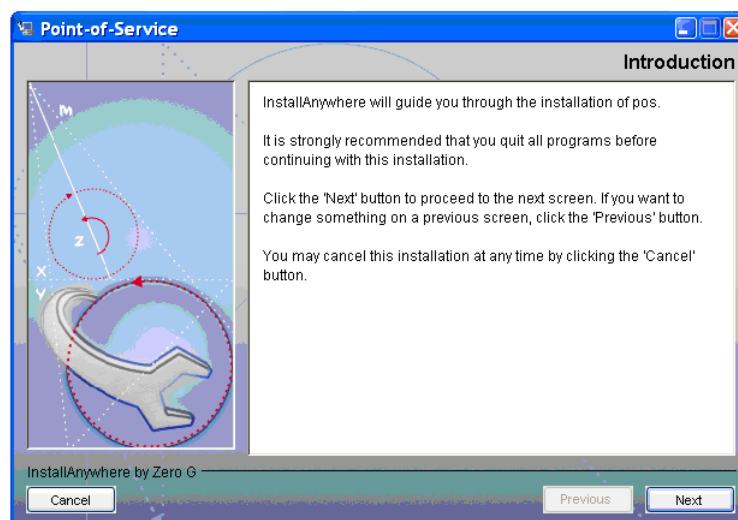 Point-of-Service
Introduction
M
Z
X
Y
InstallAnywhere will guide you through the installation of pos.
It is strongly recommended that you quit all programs before
continuing with this installation.
Click the 'Next' button to proceed to the next screen. If you want to
change something on a previous screen, click the 'Previous' button.
You may cancel this installation at any time by clicking the 'Cancel'
button.
InstallAnywhere by Zero G
Cancel
Previous
Next